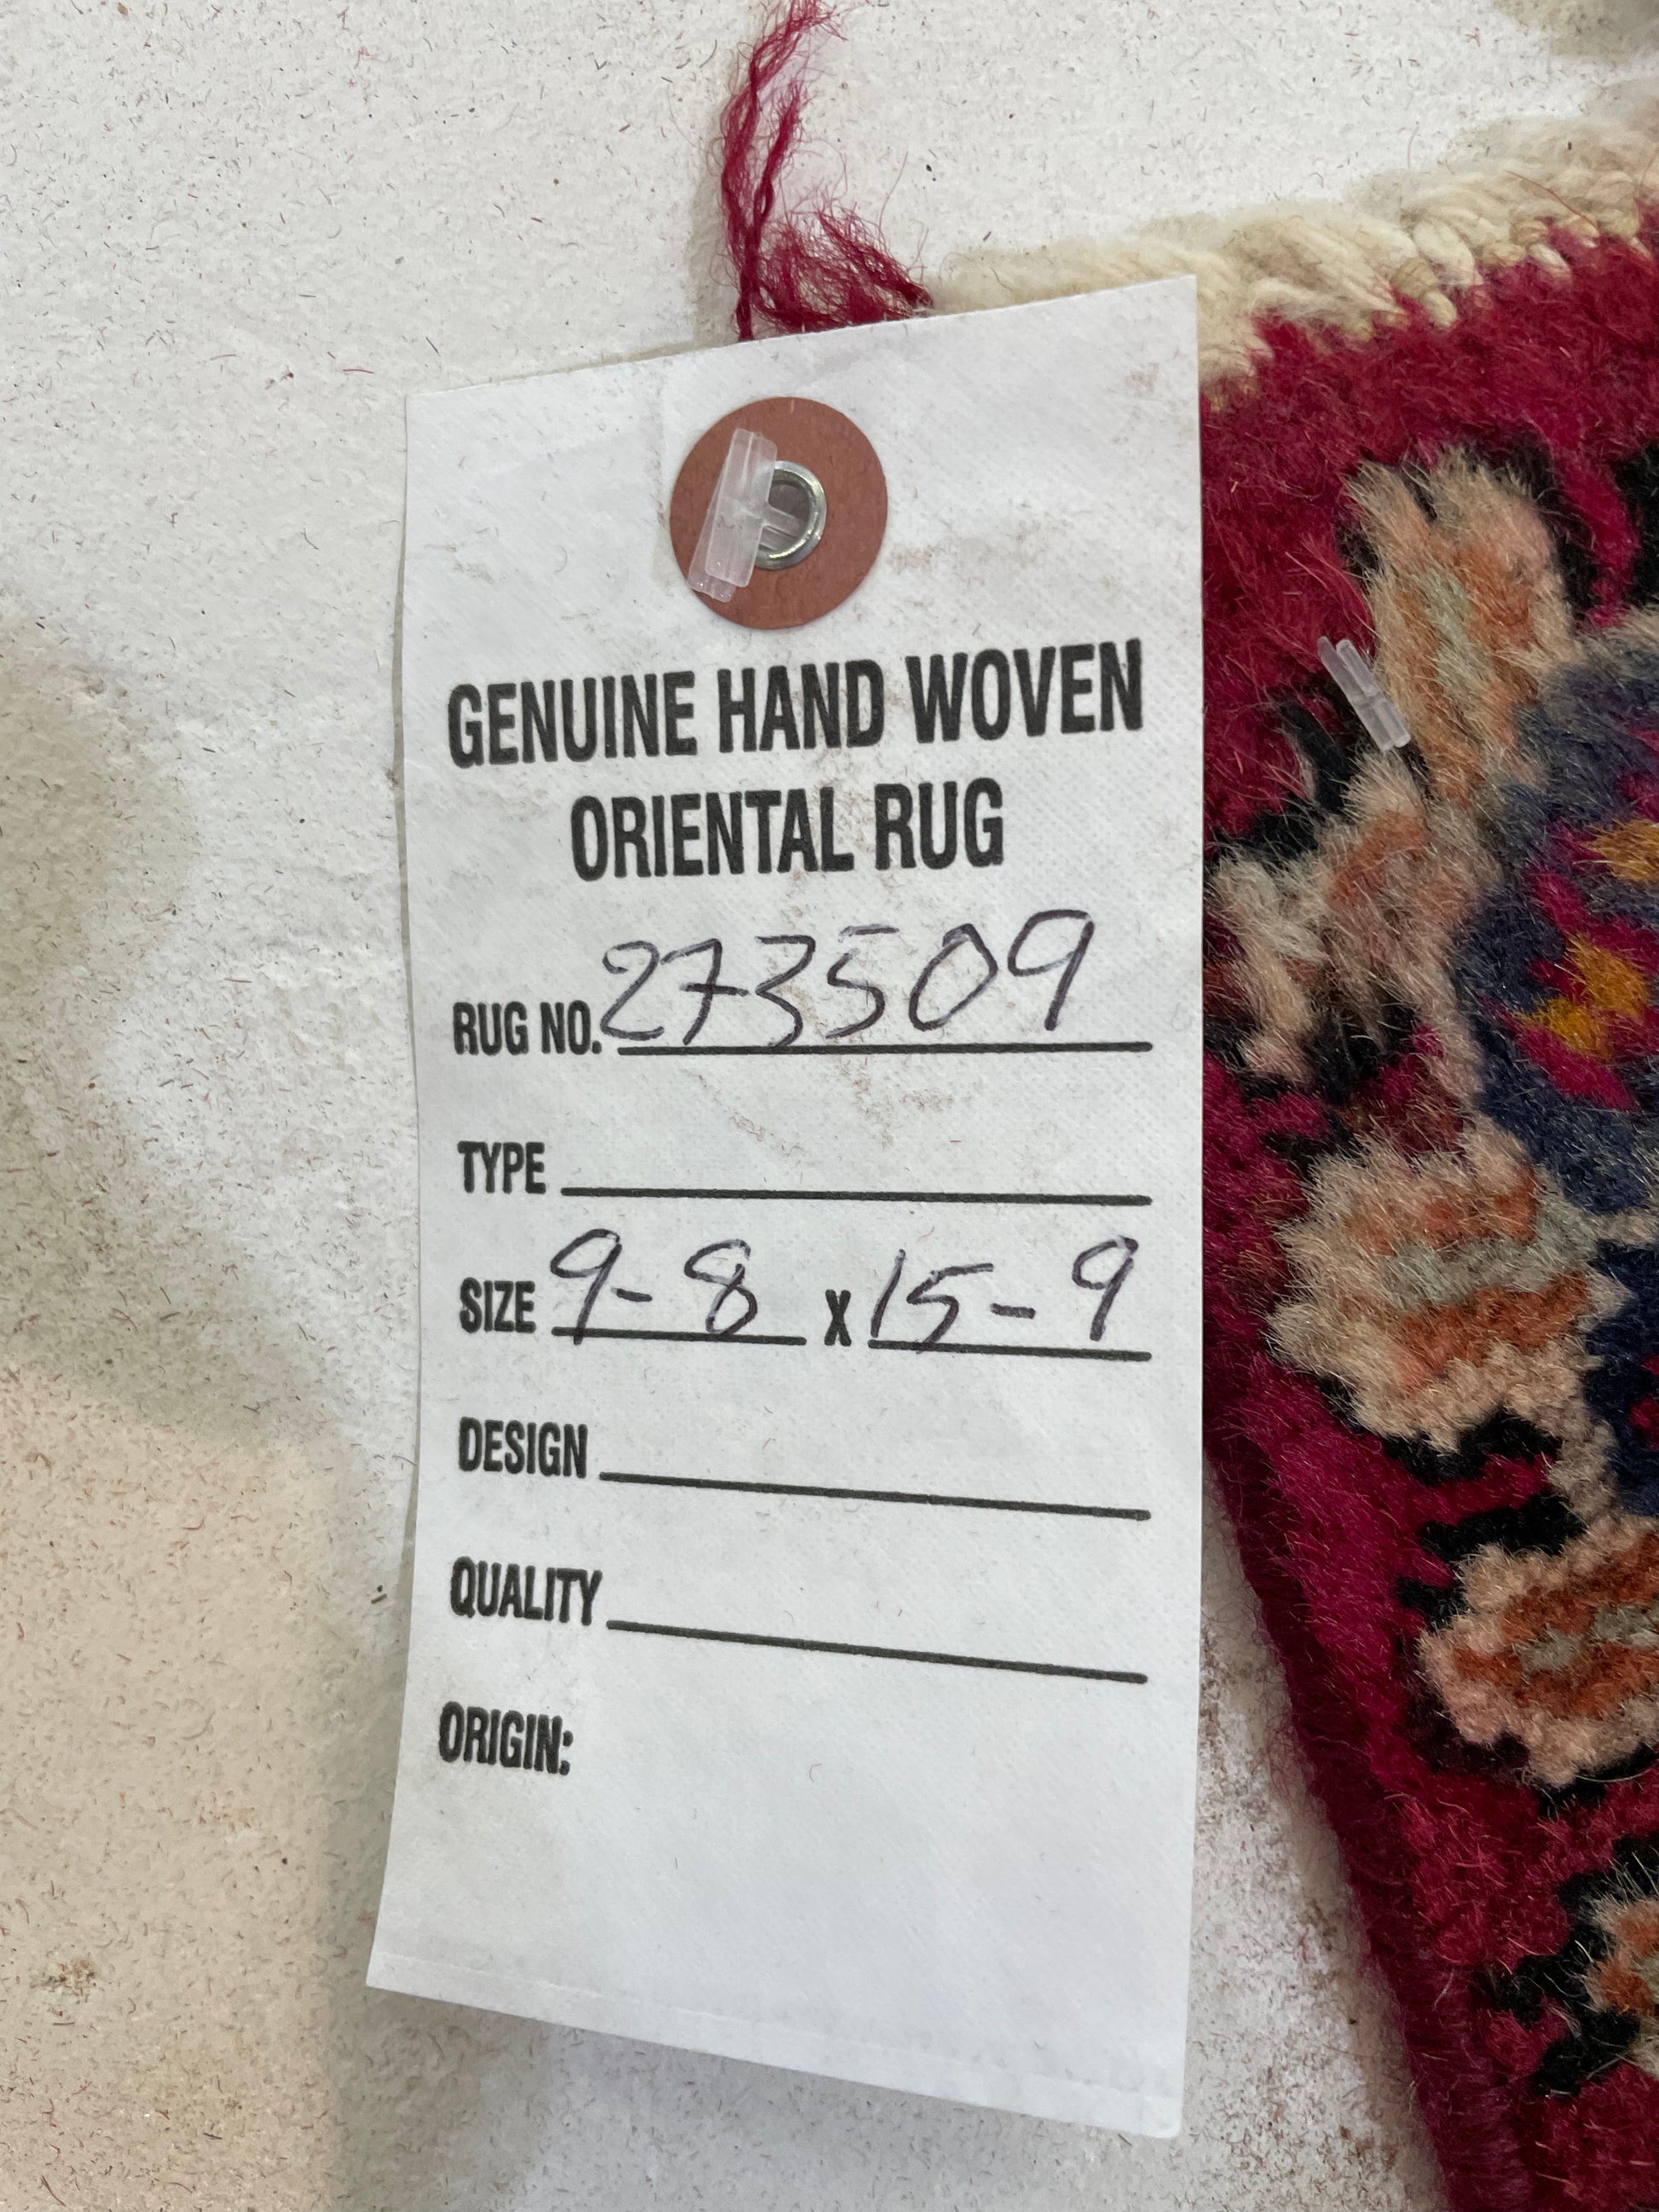 GENUINE HAND WOVEN
ORIENTAL RUG
RUG NO. 273509
TYPE
SIZE 9-8 X 15-9
DESIGN
QUALITY
ORIGIN: